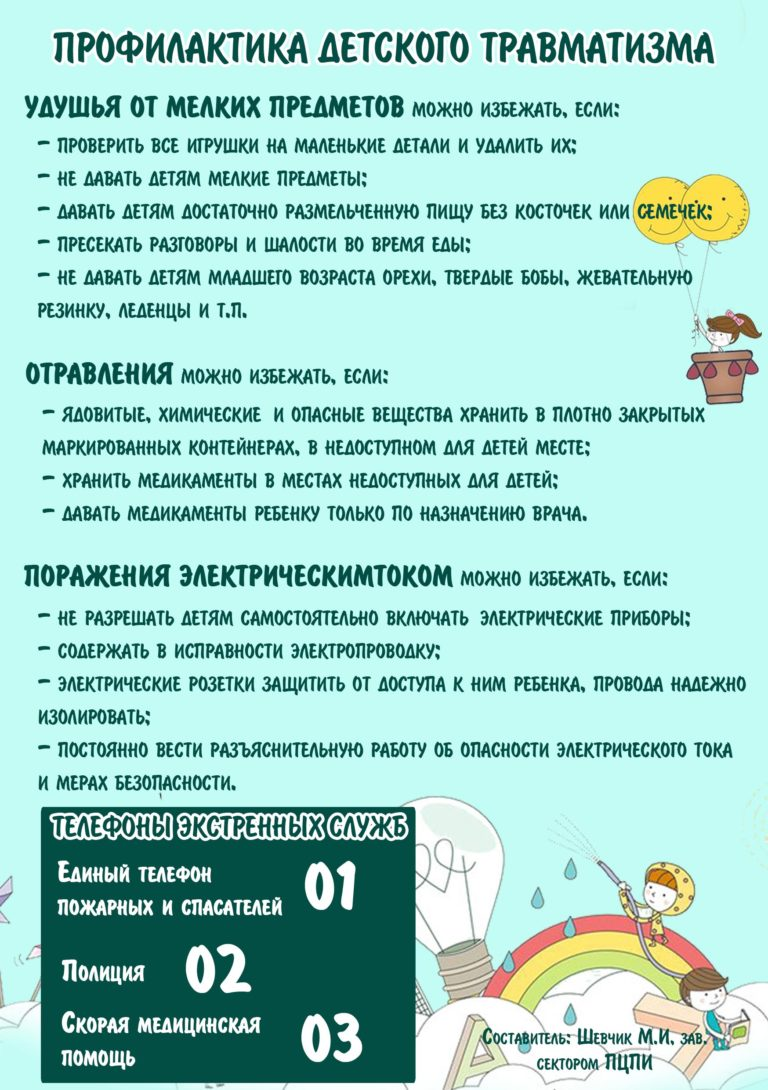 ПРОФИЛАКТИКА ДЕТСКОГО ТРАВМАТИЗМА
УДУШЬЯ ОТ МЕЛКИХ ПРЕДМЕТОВ МОЖНО ИЗБЕЖАТЬ, ЕСЛИ:
– ПРОВЕРИТЬ ВСЕ ИГРУШКИ НА МАЛЕНЬКИЕ ДЕТАЛИ И УДАЛИТЬ ИХ;
– НЕ ДАВАТЬ ДЕТЯМ МЕЛКИЕ ПРЕДМЕТЫ;
– ДАВАТЬ ДЕТЯМ ДОСТАТОЧНО РАЗМЕЛЬЧЕННУЮ ПИЩУ БЕЗ КОСТОЧЕК ИЛИ СЕМЕЧЕК;
– ПРЕСЕКАТЬ РАЗГОВОРЫ И ШАЛОСТИ ВО ВРЕМЯ ЕДЫ;
– НЕ ДАВАТЬ ДЕТЯМ МЛАДШЕГО ВОЗРАСТА ОРЕХИ, ТВЕРДЫЕ БОБЫ, ЖЕВАТЕЛЬНУЮ
РЕЗИНКУ, ЛЕДЕНЦЫ И Т.П.
ОТРАВЛЕНИЯ МОЖНО ИЗБЕЖАТЬ, ЕСЛИ:
– ЯДОВИТЫЕ, ХИМИЧЕСКИЕ И ОПАСНЫЕ ВЕЩЕСТВА ХРАНИТЬ В ПЛОТНО ЗАКРЫТЫХ
МАРКИРОВАННЫХ КОНТЕЙНЕРАХ, В НЕДОСТУПНОМ ДЛЯ ДЕТЕЙ МЕСТЕ;
– ХРАНИТЬ МЕДИКАМЕНТЫ В МЕСТАХ НЕДОСТУПНЫХ ДЛЯ ДЕТЕЙ;
– ДАВАТЬ МЕДИКАМЕНТЫ РЕБЕНКУ ТОЛЬКО ПО НАЗНАЧЕНИЮ ВРАЧА.
ПОРАЖЕНИЯ ЭЛЕКТРИЧЕСКИМТОКОМ МОЖНО ИЗБЕЖАТЬ, ЕСЛИ:
– НЕ РАЗРЕШАТЬ ДЕТЯМ САМОСТОЯТЕЛЬНО ВКЛЮЧАТЬ ЭЛЕКТРИЧЕСКИЕ ПРИБОРЫ;
– СОДЕРЖАТЬ В ИСПРАВНОСТИ ЭЛЕКТРОПРОВОДКУ;
– ЭЛЕКТРИЧЕСКИЕ РОЗЕТКИ ЗАЩИТИТЬ ОТ ДОСТУПА К НИМ РЕБЕНКА, ПРОВОДА НАДЕЖНО
ИЗОЛИРОВАТЬ;
– ПОСТОЯННО ВЕСТИ РАЗЪЯСНИТЕЛЬНУЮ РАБОТУ ОБ ОПАСНОСТИ ЭЛЕКТРИЧЕСКОГО ТОКА
И МЕРАХ БЕЗОПАСНОСТИ.
ТЕЛЕФОНЫ ЭКСТРЕННЫХ СЛУЖБ
ЕДИНЫЙ ТЕЛЕФОН
ПОЖАРНЫХ И СПАСАТЕЛЕЙ 01
ПОЛИЦИЯ 02
СКОРАЯ МЕДИЦИНСКАЯ
ПОМОЩЬ 03
СОСТАВИТЕЛЬ: ШЕВЧИК М.И, ЗАВ.
СЕКТОРОМ ПЦПИ